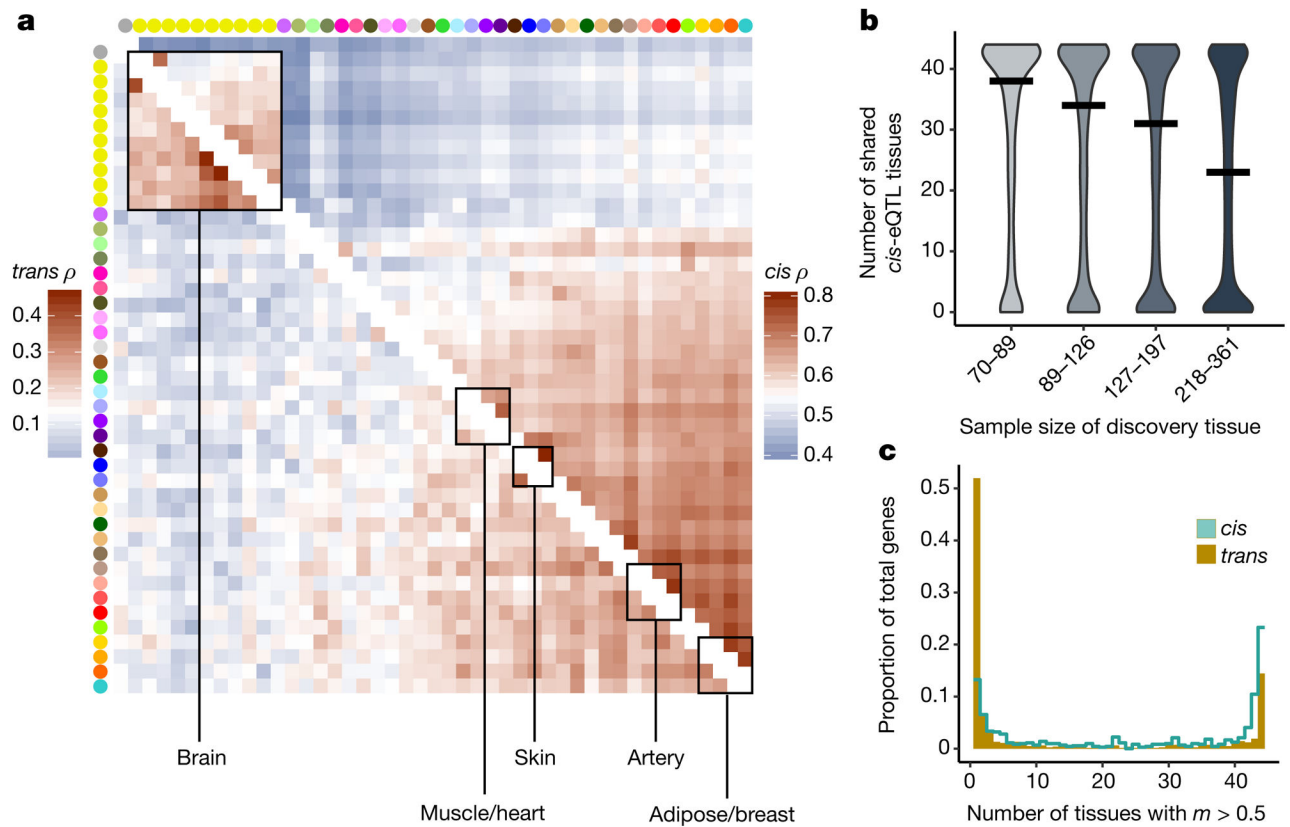 a
trans ρ
0.4
0.3
0.2
0.1
cis ρ
0.8
0.7
0.6
0.5
0.4
Brain
Muscle/heart
Skin
Artery
Adipose/breast
b
Number of shared
cis-eQTL tissues
40
30
20
10
0
70–89
89–126
127–197
218–361
Sample size of discovery tissue
c
Proportion of total genes
0.5
0.4
0.3
0.2
0.1
0
cis
trans
0
10
20
30
40
Number of tissues with m > 0.5